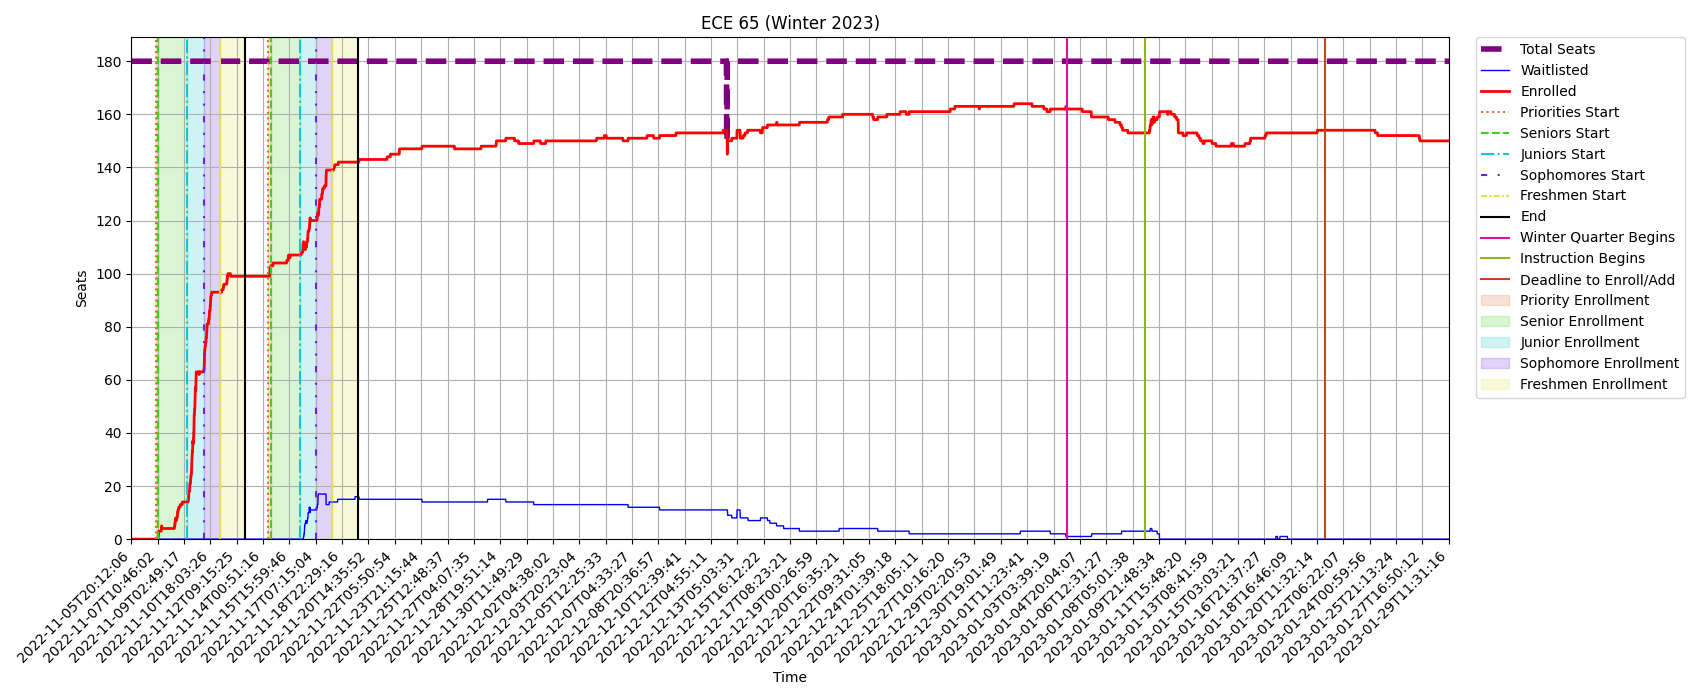 ECE 65 (Winter 2023)
Seats
180
160
140
120
100
80
60
40
20
0
2022-11-05T20:12:06
2022-11-07T10:46:02
2022-11-09T02:49:17
2022-11-10T18:03:26
2022-11-12T09:15:25
2022-11-14T00:51:16
2022-11-15T15:59:46
2022-11-17T07:15:04
2022-11-18T22:29:16
2022-11-20T14:35:52
2022-11-22T05:50:54
2022-11-23T21:15:44
2022-11-25T12:48:37
2022-11-27T04:07:35
2022-11-28T19:51:14
2022-11-30T11:49:29
2022-12-02T04:38:02
2022-12-03T20:23:04
2022-12-05T12:25:33
2022-12-07T04:33:27
2022-12-08T20:36:57
2022-12-10T12:39:41
2022-12-12T04:55:11
2022-12-13T05:03:31
2022-12-15T16:12:22
2022-12-17T08:23:21
2022-12-19T00:26:59
2022-12-20T16:35:21
2022-12-22T09:31:05
2022-12-24T01:39:18
2022-12-25T18:05:11
2022-12-27T10:16:20
2022-12-29T02:20:53
2022-12-30T19:01:49
2023-01-01T11:23:41
2023-01-03T03:39:19
2023-01-04T20:04:07
2023-01-06T12:31:27
2023-01-08T05:01:38
2023-01-09T21:48:34
2023-01-11T15:48:20
2023-01-13T08:41:59
2023-01-15T03:03:21
2023-01-16T21:37:27
2023-01-18T16:46:09
2023-01-20T11:32:14
2023-01-22T06:22:07
2023-01-24T00:59:56
2023-01-25T21:13:24
2023-01-27T16:50:12
2023-01-29T11:31:16
Time
Total Seats
Waitlisted
Enrolled
Priorities Start
Seniors Start
Juniors Start
Sophomores Start
Freshmen Start
End
Winter Quarter Begins
Instruction Begins
Deadline to Enroll/Add
Priority Enrollment
Senior Enrollment
Junior Enrollment
Sophomore Enrollment
Freshmen Enrollment